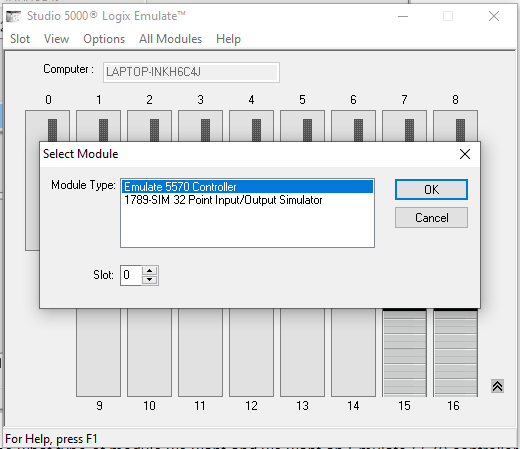 Studio 5000® Logix Emulate™
Slot View Options All Modules Help
Computer : LAPTOP-INKH6C4J
0 1 2 3 4 5 6 7 8
Select Module
Module Type: Emulate 5570 Controller OK
1789-SIM 32 Point Input/Output Simulator
Cancel
Slot: 0
9 10 11 12 13 14 15 16
For Help, press F1